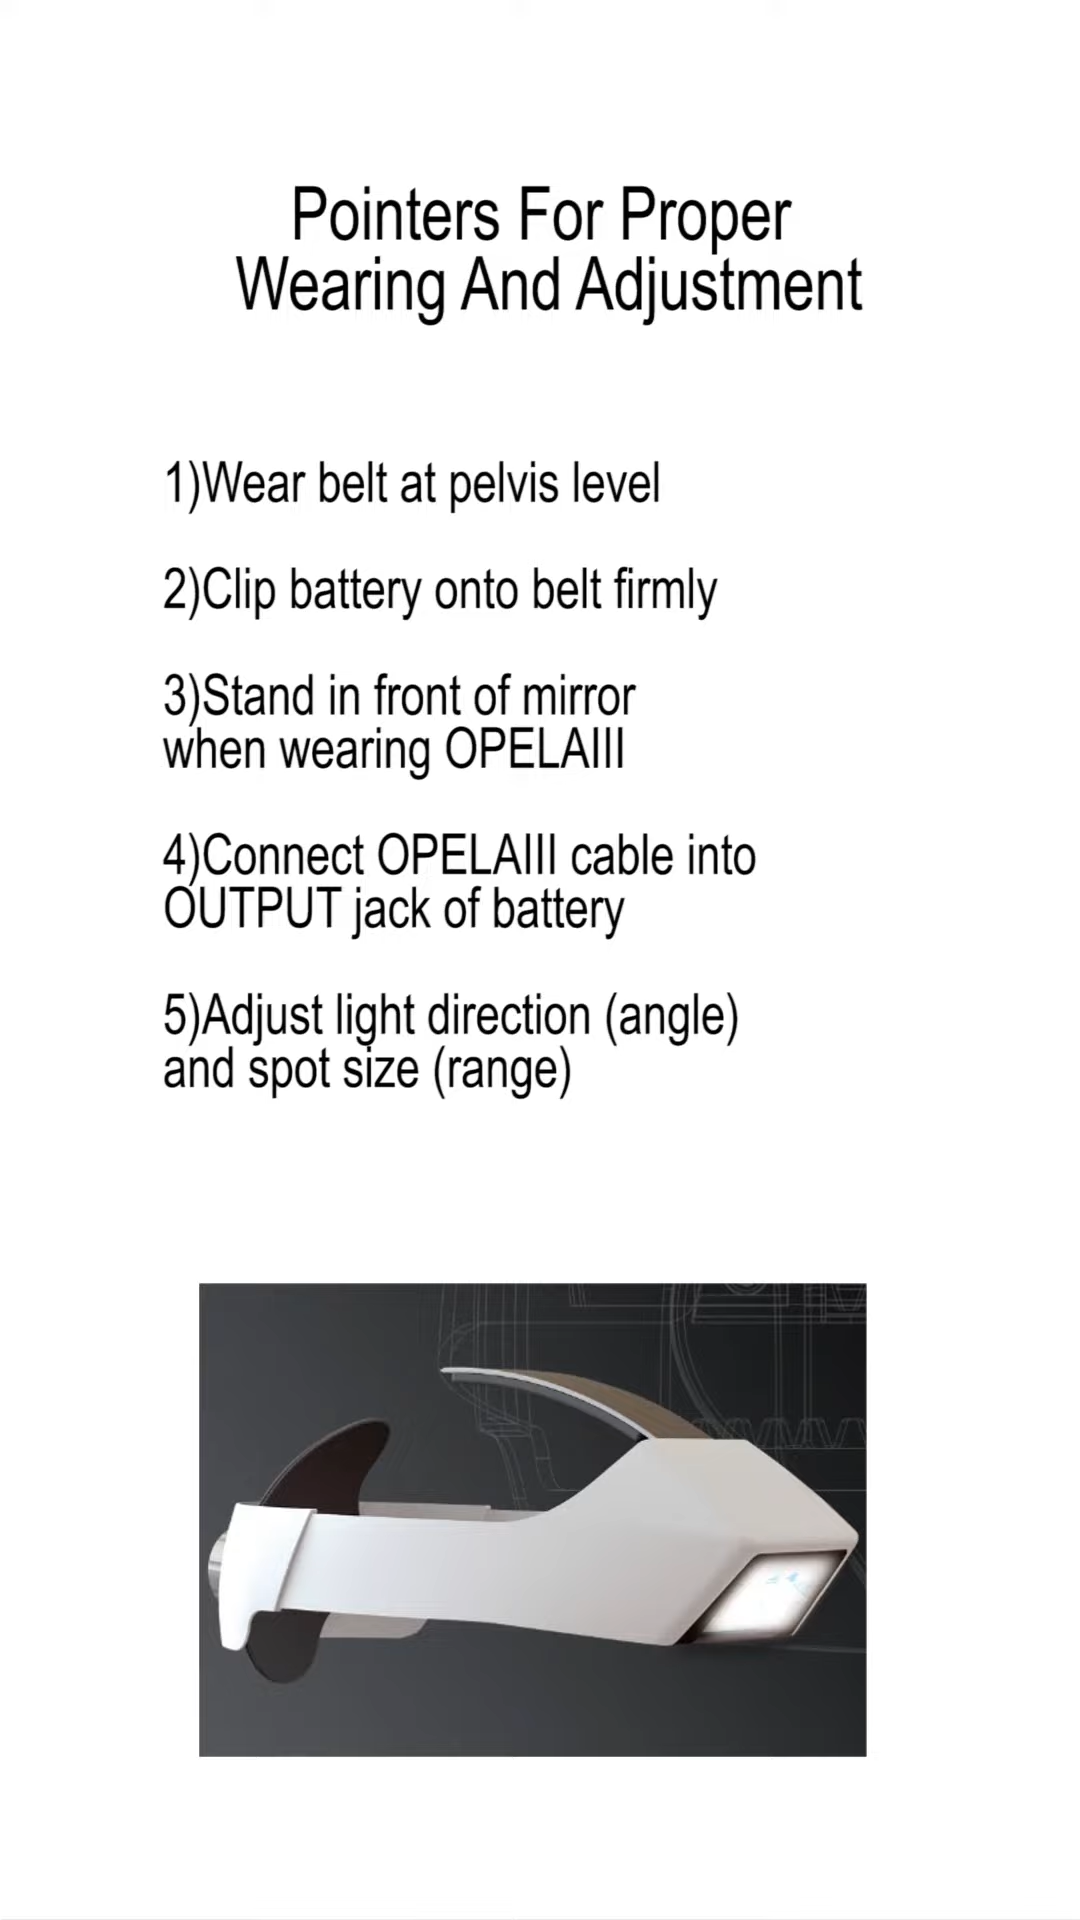 Pointers For Proper
Wearing And Adjustment
1)Wear belt at pelvis level
2)Clip battery onto belt firmly
3)Stand in front of mirror
when wearing OPELAIII
4)Connect OPELAIII cable into
OUTPUT jack of battery
5)Adjust light direction (angle)
and spot size (range)